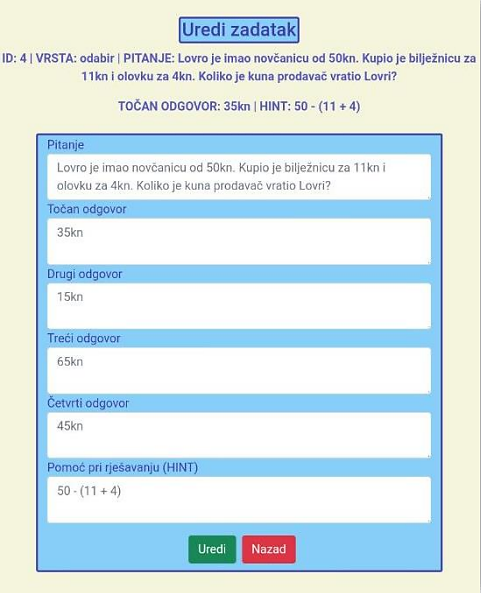 Uredi zadatak
ID: 4 | VRSTA: odabir | PITANJE: Lovro je imao novčanicu od 50kn. Kupio je bilježnicu za
11kn i olovku za 4kn. Koliko je kuna prodavač vratio Lovri?
TOČAN ODGOVOR: 35kn | HINT: 50 - (11 + 4)
Pitanje
Lovro je imao novčanicu od 50kn. Kupio je bilježnicu za 11kn i
olovku za 4kn. Koliko je kuna prodavač vratio Lovri?
Točan odgovor
35kn
Drugi odgovor
15kn
Treći odgovor
65kn
Četvrti odgovor
45kn
Pomoć pri rješavanju (HINT)
50 - (11 + 4)
Uredi Nazad